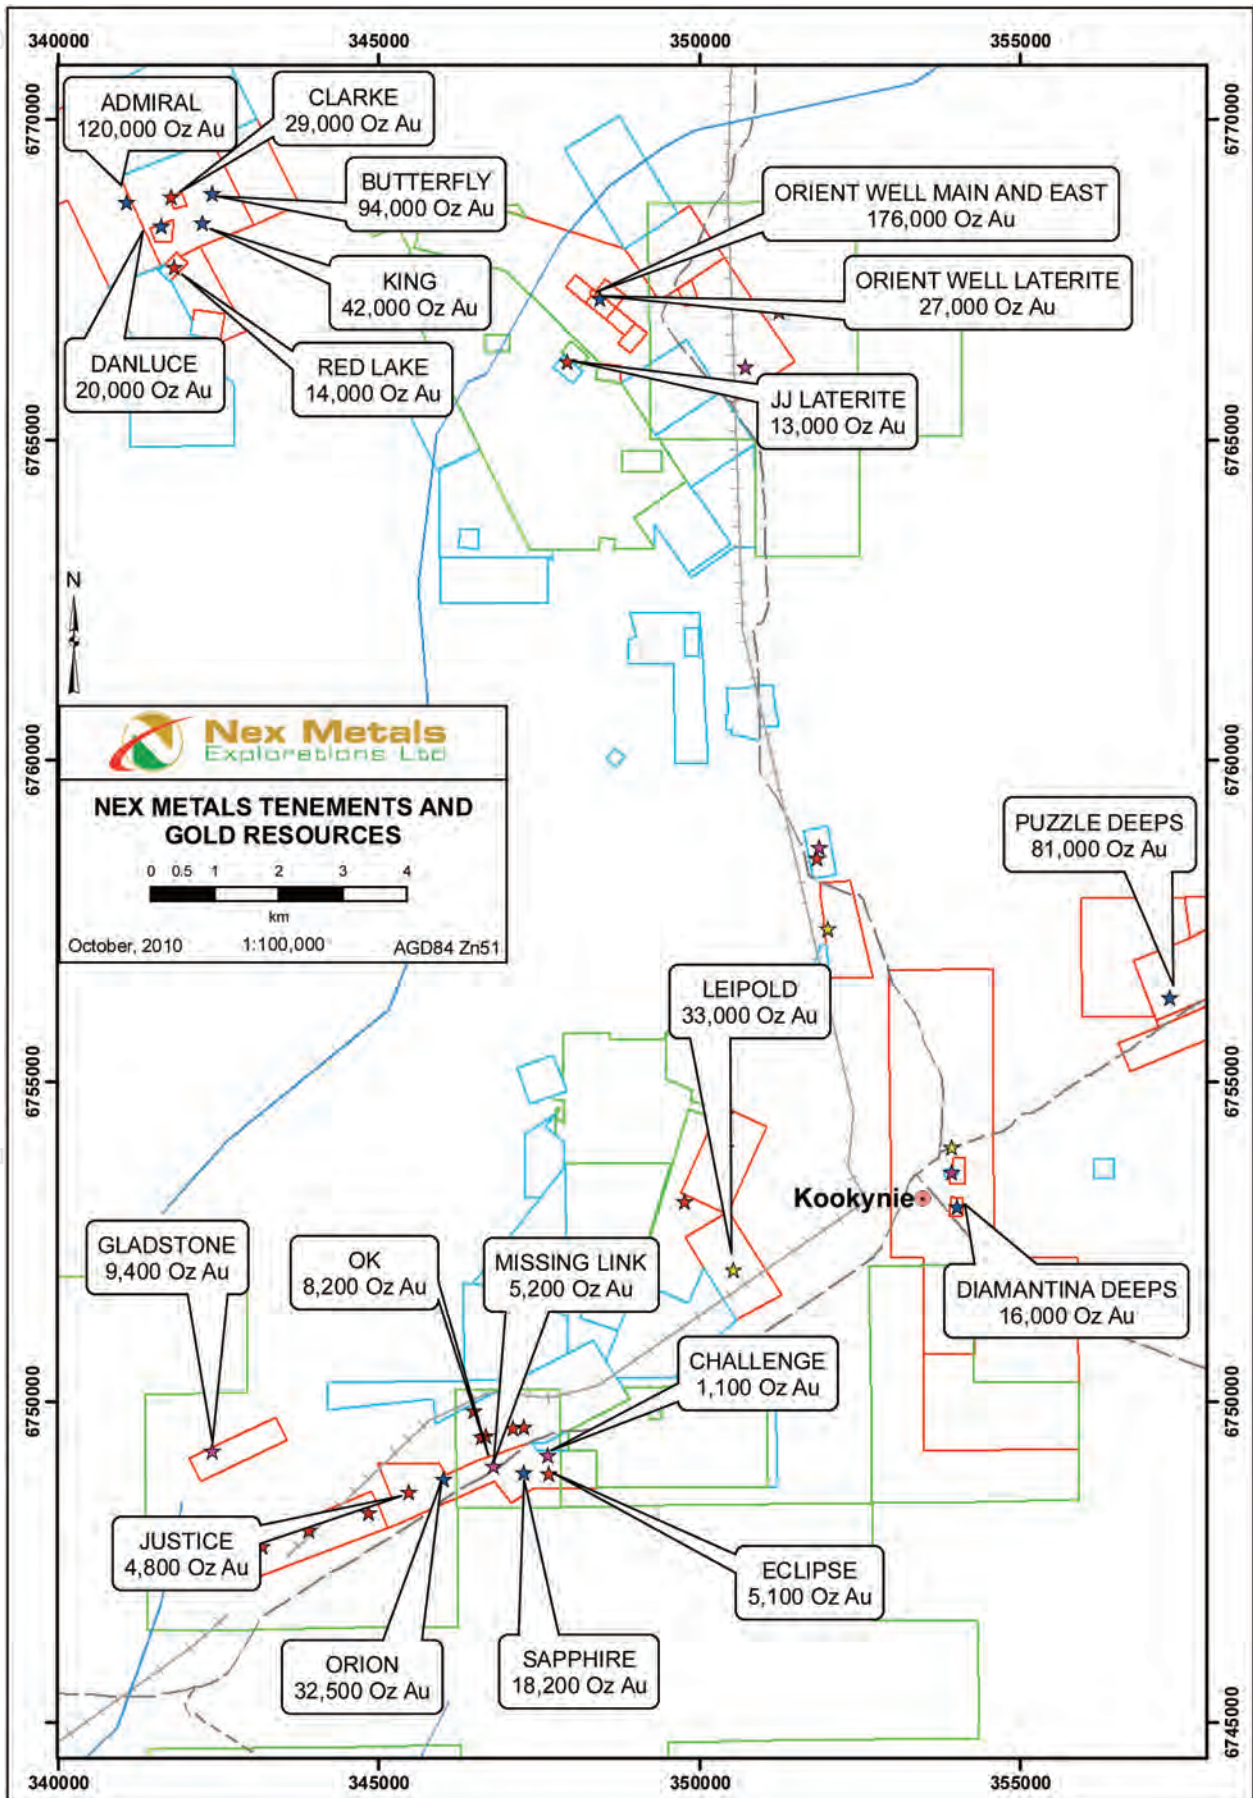 340000
345000
350000
355000
6770000
6770000
ADMIRAL
120,000 Oz Au
CLARKE
29,000 Oz Au
BUTTERFLY
94,000 Oz Au
KING
42,000 Oz Au
DANLUCE
20,000 Oz Au
RED LAKE
14,000 Oz Au
ORIENT WELL MAIN AND EAST
176,000 Oz Au
ORIENT WELL LATERITE
27,000 Oz Au
JJ LATERITE
13,000 Oz Au
6765000
6765000
N
Nex Metals
Explorations Ltd
NEX METALS TENEMENTS AND
GOLD RESOURCES
0 0.5 1 2 3 4
km
October, 2010 1:100,000 AGD84 Zn51
6760000
6760000
PUZZLE DEEPS
81,000 Oz Au
LEIPOLD
33,000 Oz Au
6755000
6755000
Kookynie
GLADSTONE
9,400 Oz Au
OK
8,200 Oz Au
MISSING LINK
5,200 Oz Au
DIAMANTINA DEEPS
16,000 Oz Au
CHALLENGE
1,100 Oz Au
6750000
6750000
JUSTICE
4,800 Oz Au
ECLIPSE
5,100 Oz Au
ORION
32,500 Oz Au
SAPPHIRE
18,200 Oz Au
6745000
6745000
340000
345000
350000
355000